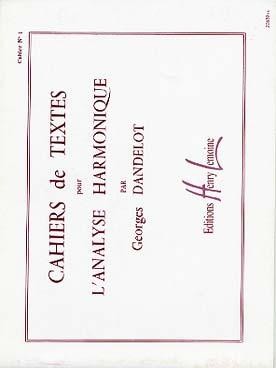 Cahier N° 1
CAHIERS de TEXTES
pour
L'ANALYSE HARMONIQUE
PAR
Georges DANDELOT
Editions
Henry Lemoine